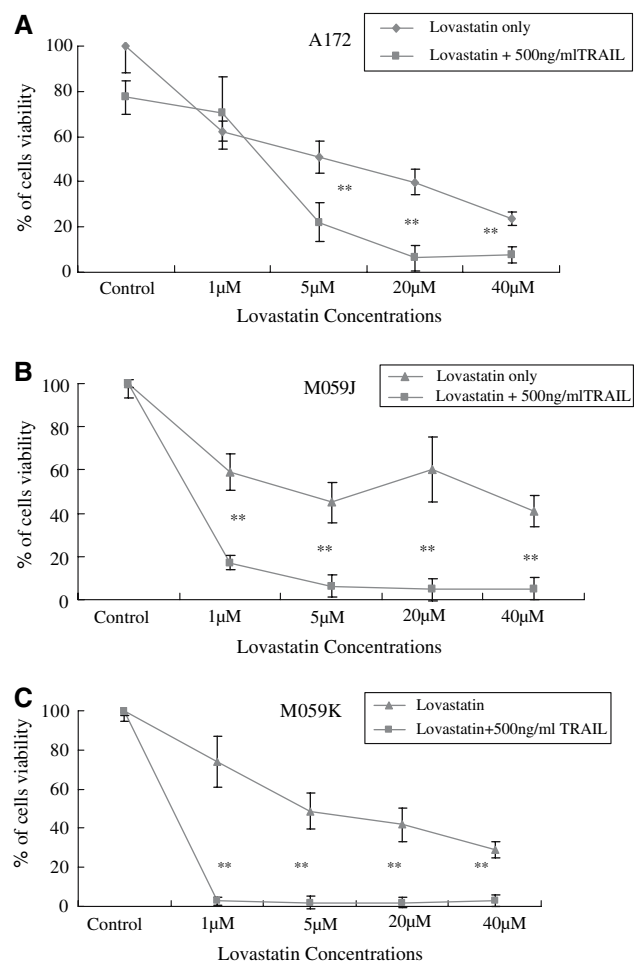 A
A172
Lovastatin only
Lovastatin + 500ng/mlTRAIL
% of cells viability
100
80
60
40
20
0
**
**
**
Control
1μM
5μM
20μM
40μM
Lovastatin Concentrations
B
M059J
Lovastatin only
Lovastatin + 500ng/mlTRAIL
% of cells viability
100
80
60
40
20
0
**
**
**
**
Control
1μM
5μM
20μM
40μM
Lovastatin Concentrations
C
M059K
Lovastatin
Lovastatin+500ng/ml TRAIL
% of cells viability
100
80
60
40
20
0
**
**
**
**
Control
1μM
5μM
20μM
40μM
Lovastatin Concentrations